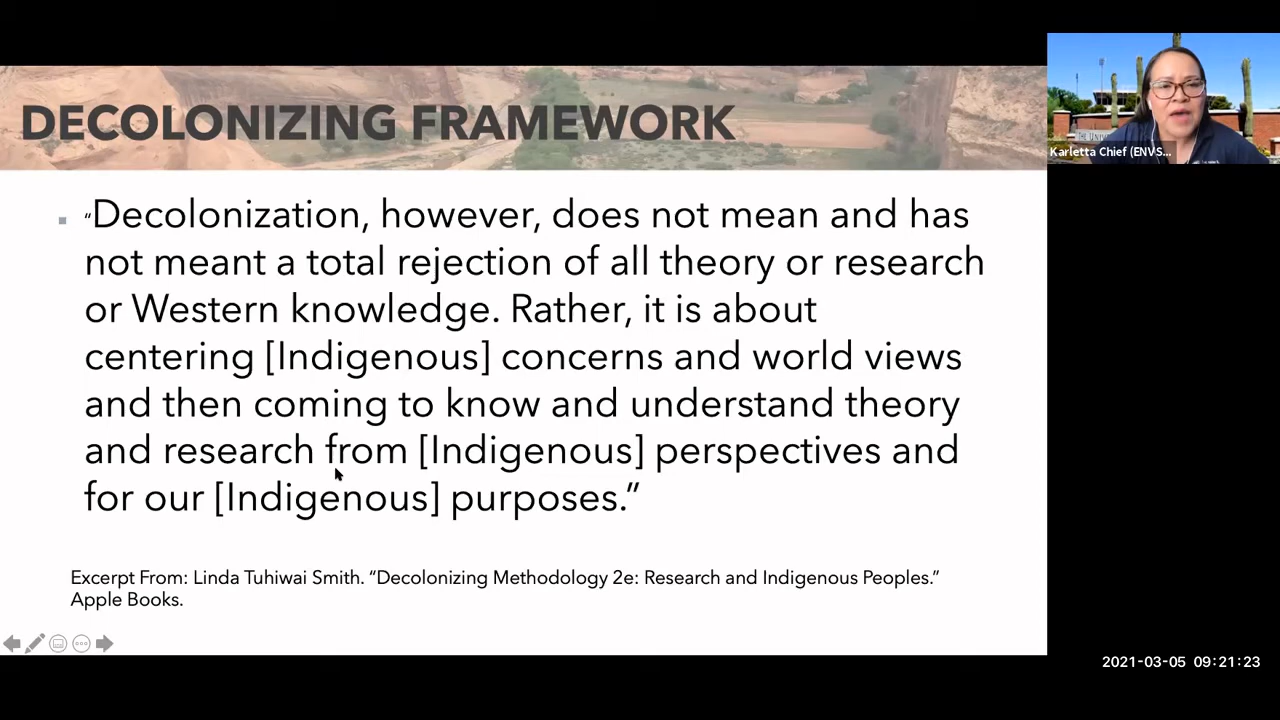 DECOLONIZING FRAMEWORK
“Decolonization, however, does not mean and has
not meant a total rejection of all theory or research
or Western knowledge. Rather, it is about
centering [Indigenous] concerns and world views
and then coming to know and understand theory
and research from [Indigenous] perspectives and
for our [Indigenous] purposes.”
Excerpt From: Linda Tuhiwai Smith. “Decolonizing Methodology 2e: Research and Indigenous Peoples.”
Apple Books.
THE UNIV
Karletta Chief (ENVS...
2021-03-05 09:21:23